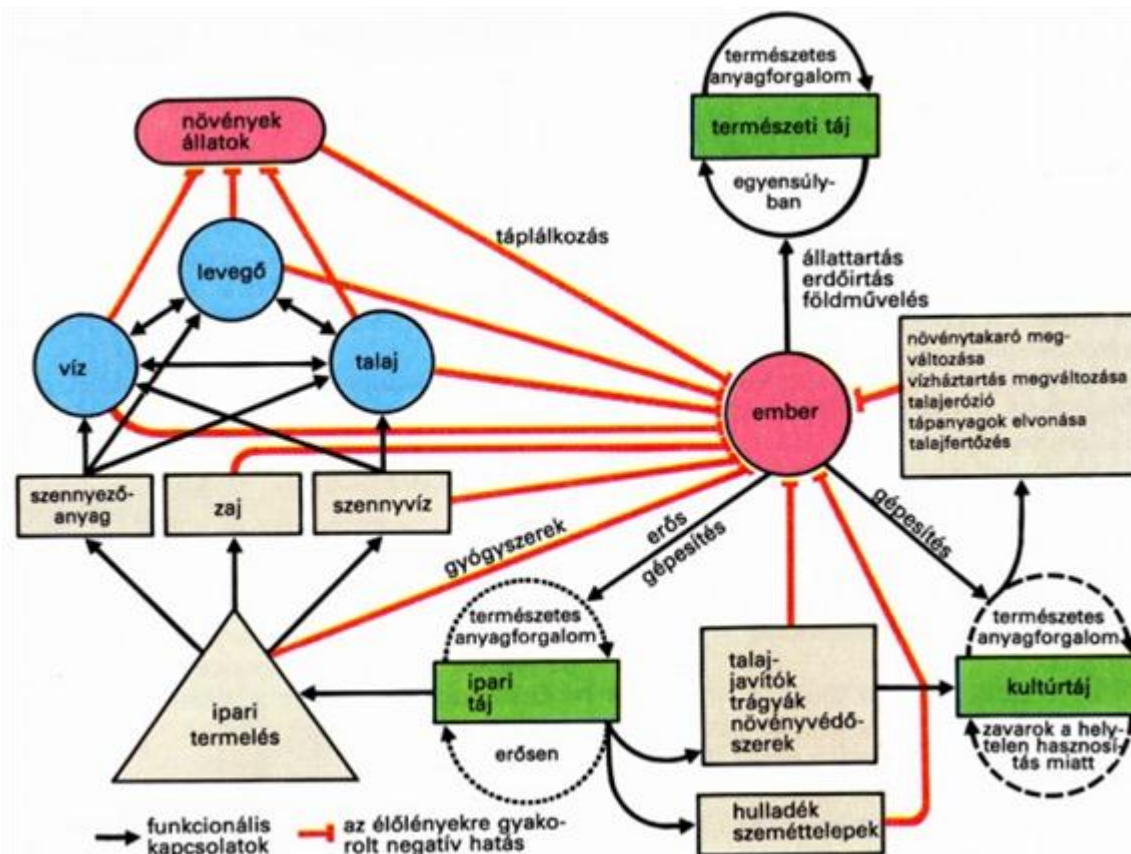 természetes
anyagforgalom
természeti táj
egyensúly-
ban
növények
állatok
táplálkozás
levegő
víz
talaj
állattartás
erdőirtás
földművelés
ember
növénytakaró meg-
változása
vízháztartás megváltozása
talajerózió
tápanyagok elvonása
talajfertőzés
szennyező-
anyag
zaj
szennyvíz
gyógyszerek
erős
gépesítés
gépesítés
természetes
anyagforgalom
ipari
táj
erősen
ipari
termelés
talaj-
javítók
trágyák
növényvédő-
szerek
hulladék
szeméttelepek
természetes
anyagforgalom
kultúrtáj
zavarok a hely-
telen hasznosí-
tás miatt
funkcionális
kapcsolatok
az élőlényekre gyako-
rolt negatív hatás